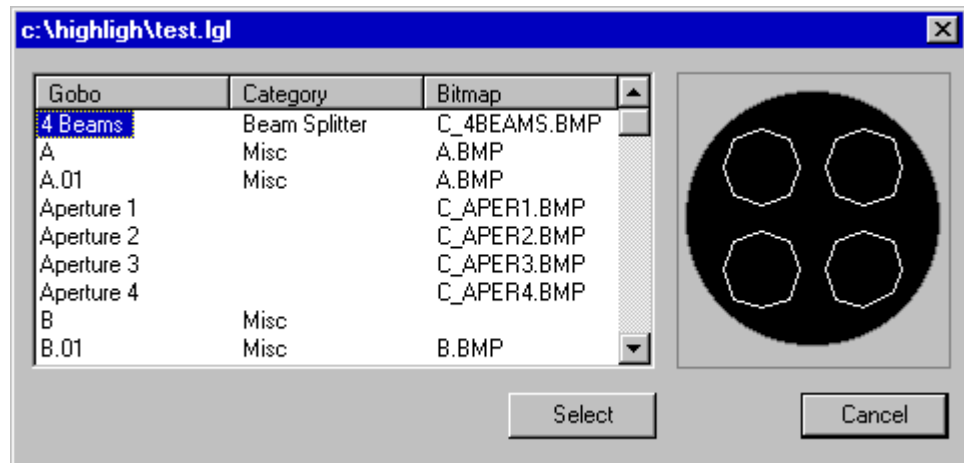 c:\highligh\test.lgl
Gobo Category Bitmap
4 Beams Beam Splitter C_4BEAMS.BMP
A Misc A.BMP
A.01 Misc A.BMP
Aperture 1 C_APER1.BMP
Aperture 2 C_APER2.BMP
Aperture 3 C_APER3.BMP
Aperture 4 C_APER4.BMP
B Misc
B.01 Misc B.BMP
Select Cancel